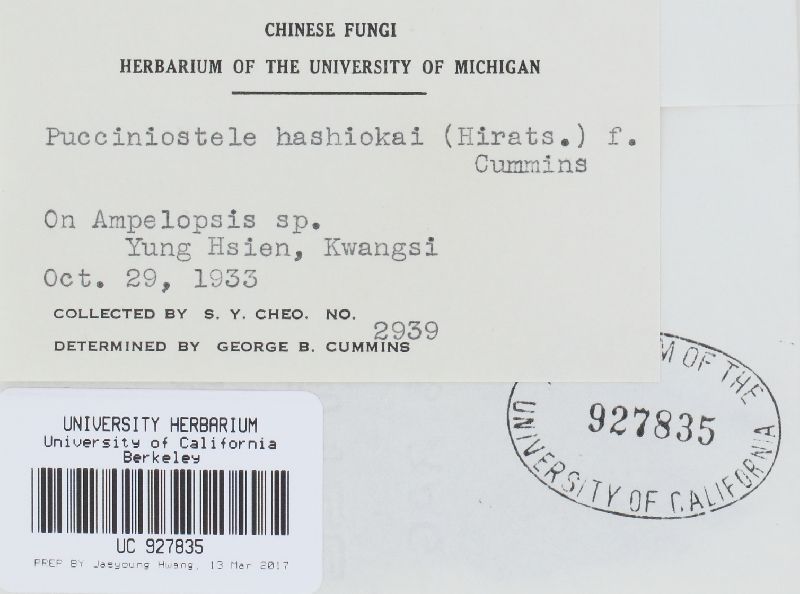 CHINESE FUNGI
HERBARIUM OF THE UNIVERSITY OF MICHIGAN
Pucciniostele hashiokai (Hirats.) f.
Cummins
On Ampelopsis sp.
Yung Hsien, Kwangsi
Oct. 29, 1933
COLLECTED BY S. Y. CHEO. NO.
2939
DETERMINED BY GEORGE B. CUMMINS
M OF THE
927835
UNIVERSITY OF CALIFORNIA
UNIVERSITY HERBARIUM
University of California
Berkeley
UC 927835
PREP BY Jaeyoung Hwang, 13 Mar 2017